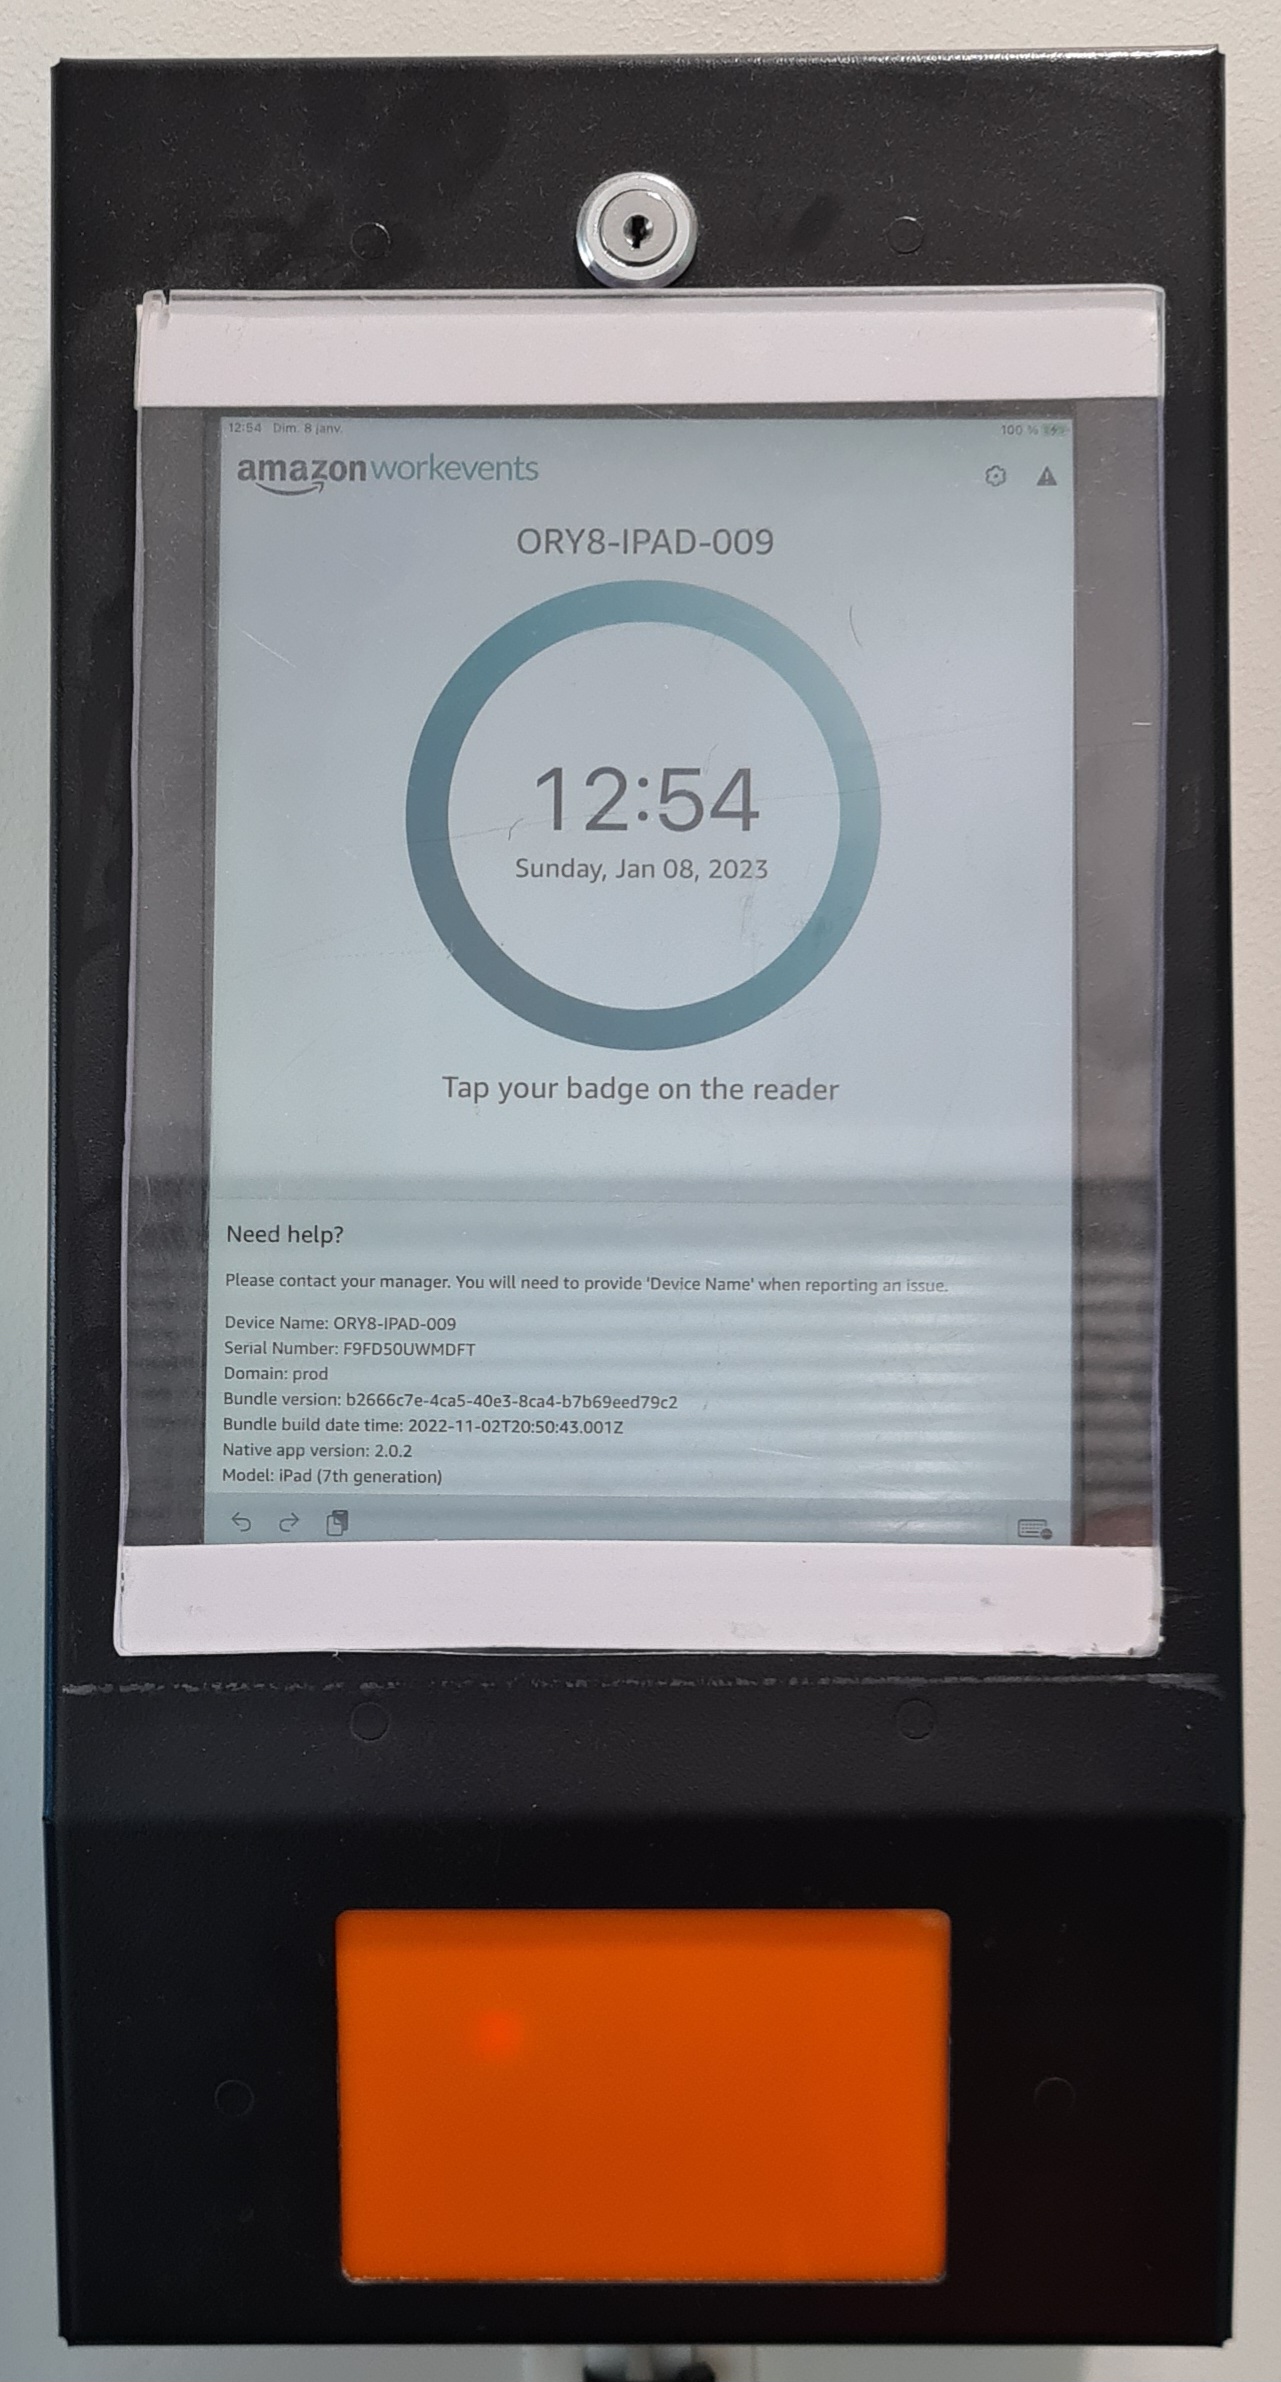 12:54 Dim. 8 janv.
100 %
amazon workevents
ORY8-IPAD-009
12:54
Sunday, Jan 08, 2023
Tap your badge on the reader
Need help?
Please contact your manager. You will need to provide 'Device Name' when reporting an issue.
Device Name: ORY8-IPAD-009
Serial Number: F9FD50UWMDFT
Domain: prod
Bundle version: b2666c7e-4ca5-40e3-8ca4-b7b69eed79c2
Bundle build date time: 2022-11-02T20:50:43.001Z
Native app version: 2.0.2
Model: iPad (7th generation)